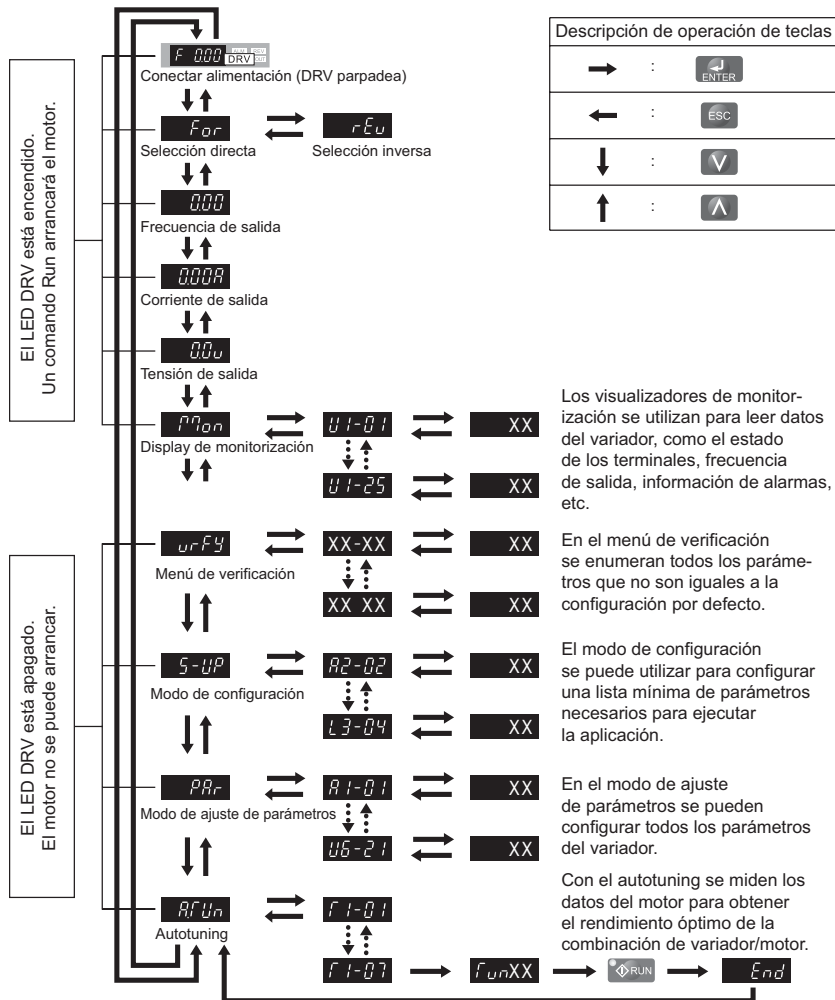 F 0.00 ALM REV DRV OUT
Conectar alimentación (DRV parpadea)
For
rEv
Selección directa
Selección inversa
0.00
Frecuencia de salida
0.00A
Corriente de salida
0.0v
Tensión de salida
Mon
U1-01
XX
Display de monitorización
U1-25
XX
vrFY
XX-XX
XX
Menú de verificación
XX XX
XX
S-UP
A2-02
XX
Modo de configuración
L3-04
XX
PAr
A1-01
XX
Modo de ajuste de parámetros
U6-21
XX
A.TUn
T1-01
Autotuning
T1-07
TunXX
RUN
End
El LED DRV está encendido.
Un comando Run arrancará el motor.
El LED DRV está apagado.
El motor no se puede arrancar.
Descripción de operación de teclas
: ENTER
: ESC
:
:
Los visualizadores de monitor-
ización se utilizan para leer datos
del variador, como el estado
de los terminales, frecuencia
de salida, información de alarmas,
etc.
En el menú de verificación
se enumeran todos los paráme-
tros que no son iguales a la
configuración por defecto.
El modo de configuración
se puede utilizar para configurar
una lista mínima de parámetros
necesarios para ejecutar
la aplicación.
En el modo de ajuste
de parámetros se pueden
configurar todos los parámetros
del variador.
Con el autotuning se miden los
datos del motor para obtener
el rendimiento óptimo de la
combinación de variador/motor.